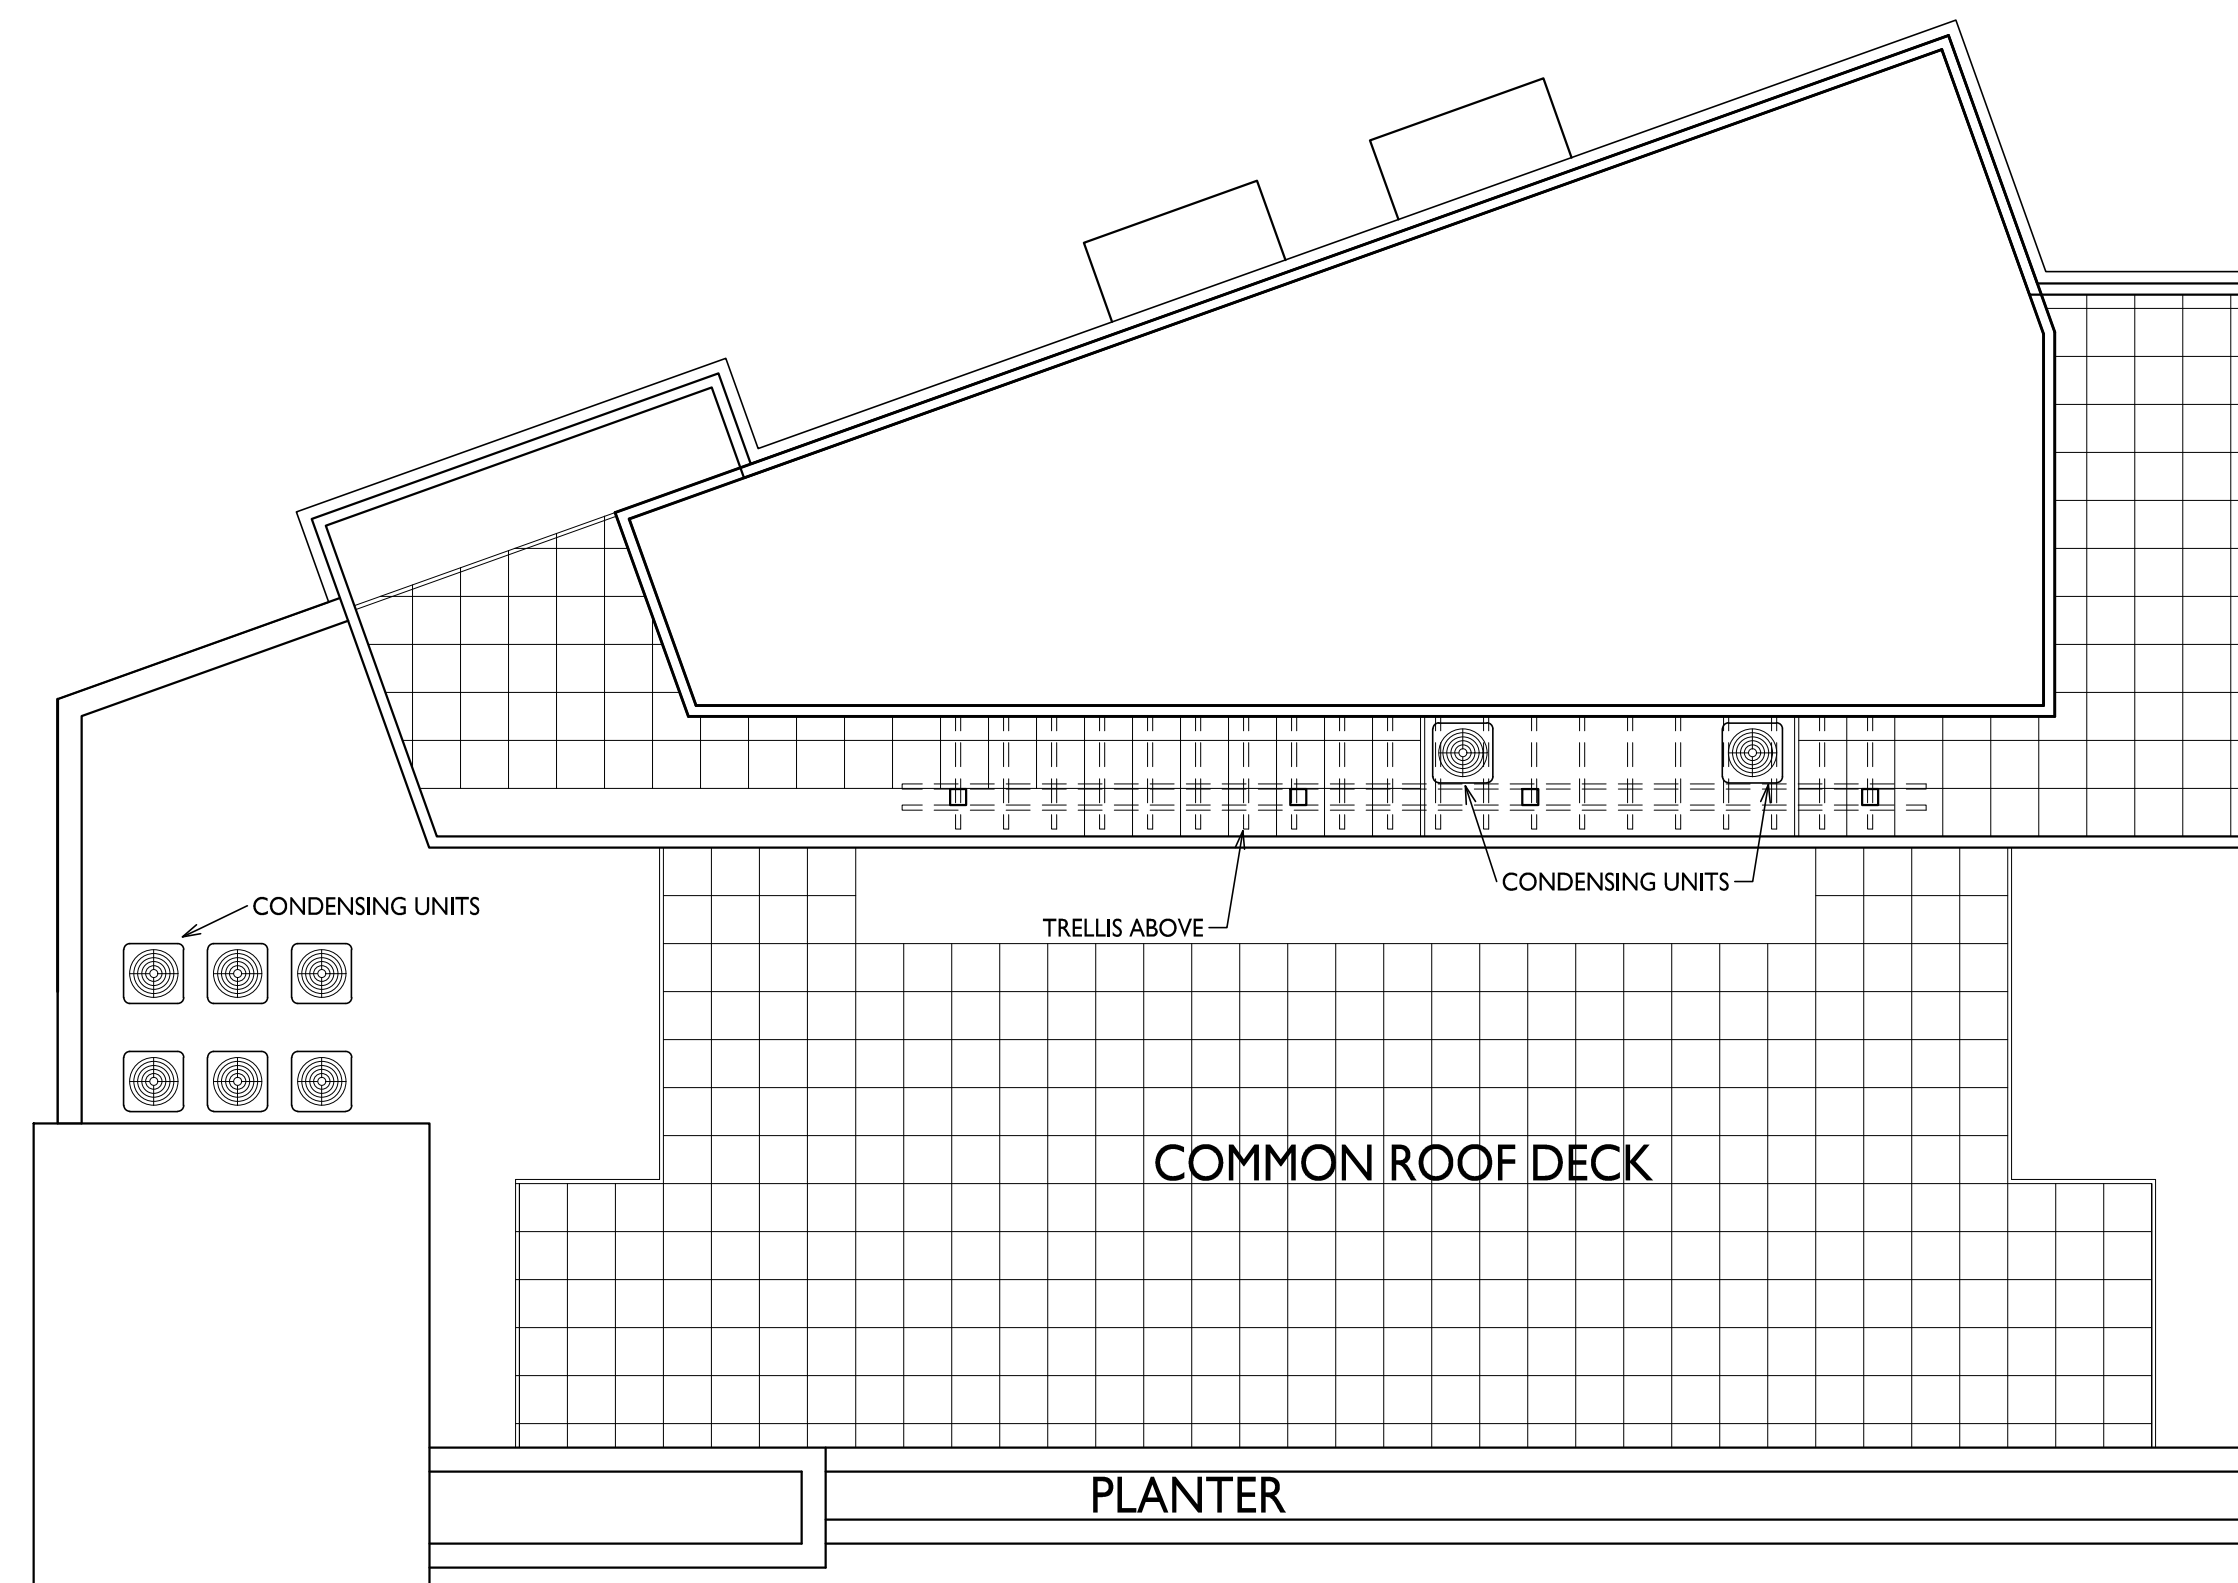 CONDENSING UNITS
CONDENSING UNITS
TRELLIS ABOVE
COMMON ROOF DECK
PLANTER